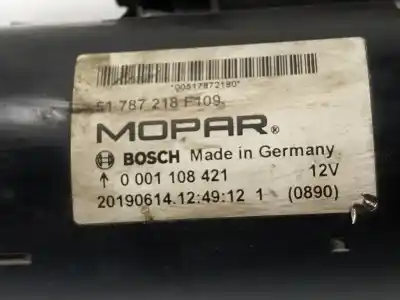 *00517872180*
51 787 218 F109
MOPAR®
BOSCH Made in Germany
↑ 0 001 108 421 12V
20190614.12:49:12 1 (0890)